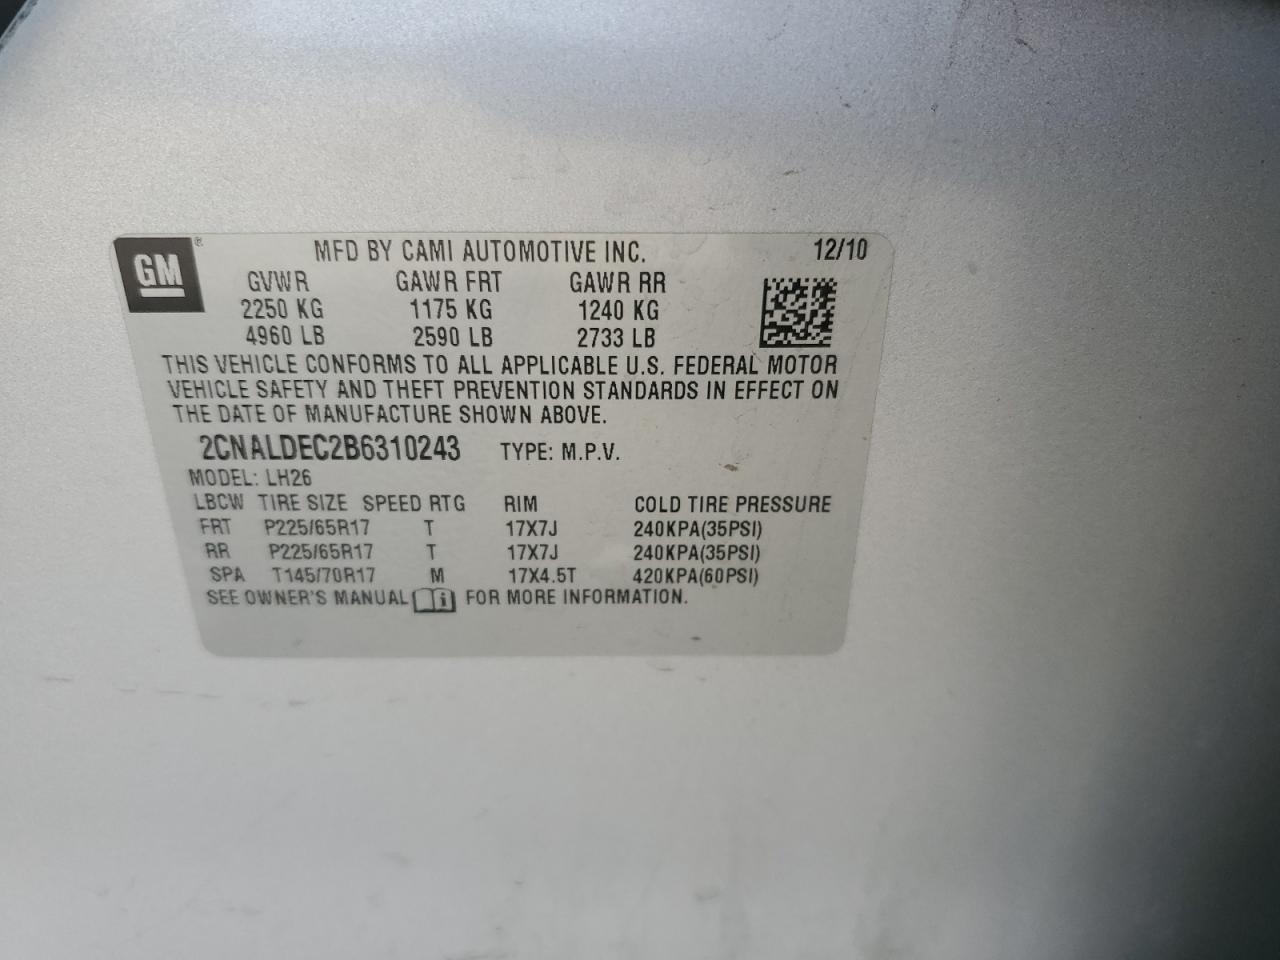 GM ® MFD BY CAMI AUTOMOTIVE INC. 12/10
GVWR GAWR FRT GAWR RR
2250 KG 1175 KG 1240 KG
4960 LB 2590 LB 2733 LB
THIS VEHICLE CONFORMS TO ALL APPLICABLE U.S. FEDERAL MOTOR
VEHICLE SAFETY AND THEFT PREVENTION STANDARDS IN EFFECT ON
THE DATE OF MANUFACTURE SHOWN ABOVE.
2CNALDEC2B6310243 TYPE: M.P.V.
MODEL: LH26
LBCW TIRE SIZE SPEED RTG RIM COLD TIRE PRESSURE
FRT P225/65R17 T 17X7J 240KPA(35PSI)
RR P225/65R17 T 17X7J 240KPA(35PSI)
SPA T145/70R17 M 17X4.5T 420KPA(60PSI)
SEE OWNER'S MANUAL i FOR MORE INFORMATION.